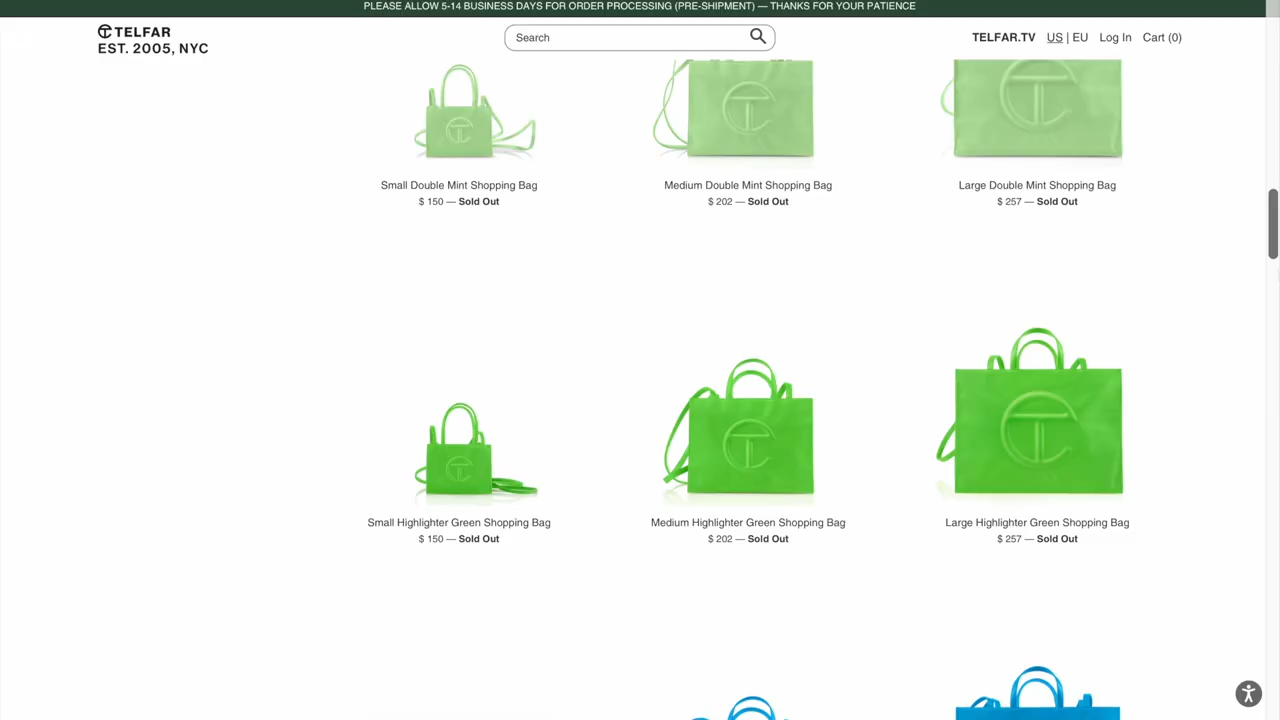 PLEASE ALLOW 5-14 BUSINESS DAYS FOR ORDER PROCESSING (PRE-SHIPMENT) — THANKS FOR YOUR PATIENCE
TELFAR
EST. 2005, NYC
Search
TELFAR.TV US | EU Log In Cart (0)
Small Double Mint Shopping Bag
$ 150 — Sold Out
Medium Double Mint Shopping Bag
$ 202 — Sold Out
Large Double Mint Shopping Bag
$ 257 — Sold Out
Small Highlighter Green Shopping Bag
$ 150 — Sold Out
Medium Highlighter Green Shopping Bag
$ 202 — Sold Out
Large Highlighter Green Shopping Bag
$ 257 — Sold Out